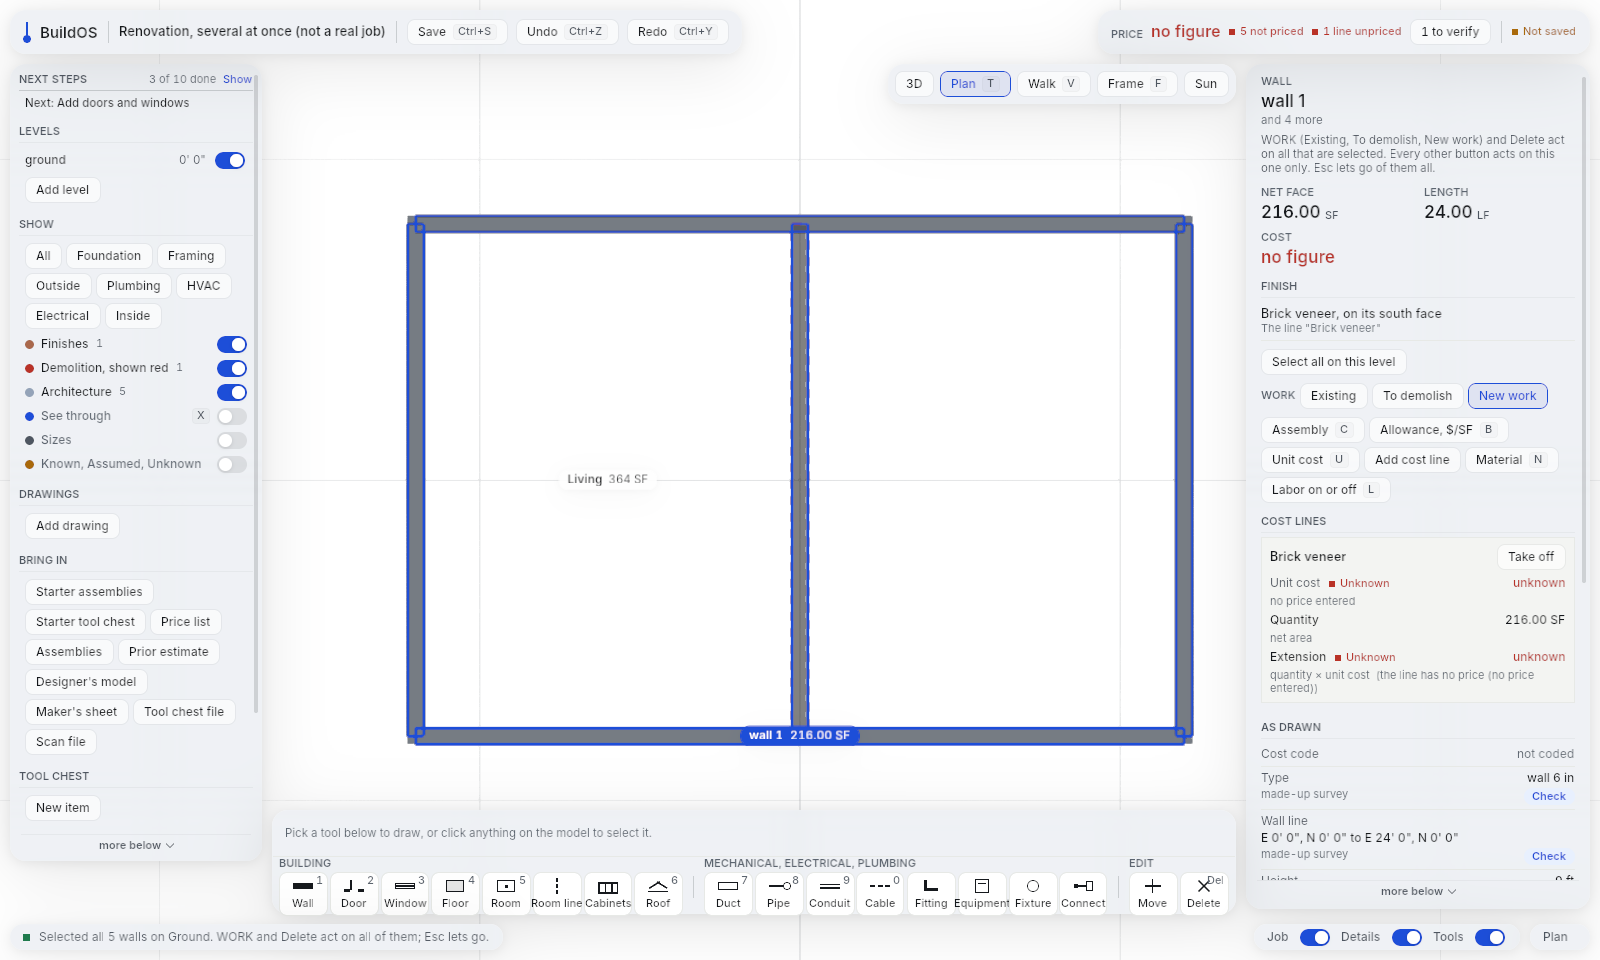 BuildOS
Renovation, several at once (not a real job)
Save Ctrl+S
Undo Ctrl+Z
Redo Ctrl+Y
PRICE no figure
5 not priced
1 line unpriced
1 to verify
Not saved
NEXT STEPS 3 of 10 done Show
Next: Add doors and windows
LEVELS
ground 0' 0"
Add level
SHOW
All Foundation Framing
Outside Plumbing HVAC
Electrical Inside
Finishes 1
Demolition, shown red 1
Architecture 5
See through X
Sizes
Known, Assumed, Unknown
DRAWINGS
Add drawing
BRING IN
Starter assemblies
Starter tool chest Price list
Assemblies Prior estimate
Designer's model
Maker's sheet Tool chest file
Scan file
TOOL CHEST
New item
more below
3D
Plan T
Walk V
Frame F
Sun
Living 364 SF
wall 1 216.00 SF
WALL
wall 1
and 4 more
WORK (Existing, To demolish, New work) and Delete act
on all that are selected. Every other button acts on this
one only. Esc lets go of them all.
NET FACE LENGTH
216.00 SF 24.00 LF
COST
no figure
FINISH
Brick veneer, on its south face
The line "Brick veneer"
Select all on this level
WORK Existing To demolish New work
Assembly C Allowance, $/SF B
Unit cost U Add cost line Material N
Labor on or off L
COST LINES
Brick veneer Take off
Unit cost Unknown unknown
no price entered
Quantity 216.00 SF
net area
Extension Unknown unknown
quantity × unit cost (the line has no price (no price
entered))
AS DRAWN
Cost code not coded
Type wall 6 in
made-up survey Check
Wall line
E 0' 0", N 0' 0" to E 24' 0", N 0' 0"
made-up survey Check
Height 9 ft
more below
Pick a tool below to draw, or click anything on the model to select it.
BUILDING
1 Wall
2 Door
3 Window
4 Floor
5 Room
Room line
Cabinets
6 Roof
MECHANICAL, ELECTRICAL, PLUMBING
7 Duct
8 Pipe
9 Conduit
0 Cable
Fitting
Equipment
Fixture
Connect
EDIT
Move
Del Delete
Selected all 5 walls on Ground. WORK and Delete act on all of them; Esc lets go.
Job Details Tools Plan